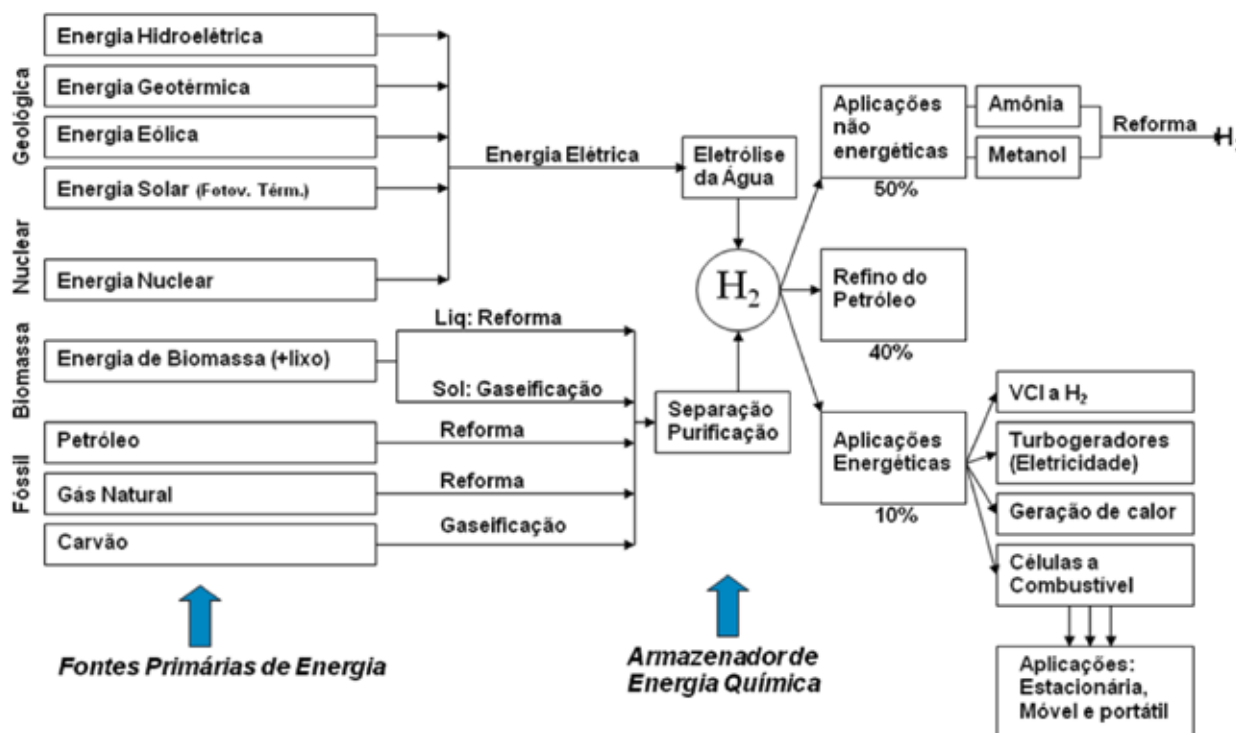 Geológica
Energia Hidroelétrica
Energia Geotérmica
Energia Eólica
Energia Solar (Fotov. Térm.)
Nuclear
Energia Nuclear
Biomassa
Energia de Biomassa (+lixo)
Fóssil
Petróleo
Gás Natural
Carvão
Energia Elétrica
Liq: Reforma
Sol: Gaseificação
Reforma
Reforma
Gaseificação
Eletrólise
da Água
H2
Separação
Purificação
Aplicações
não
energéticas
50%
Amônia
Metanol
Reforma
Refino do
Petróleo
40%
Aplicações
Energéticas
10%
VCI a H2
Turbogeradores
(Eletricidade)
Geração de calor
Células a
Combustível
Aplicações:
Estacionária,
Móvel e portátil
Fontes Primárias de Energia
Armazenador de
Energia Química